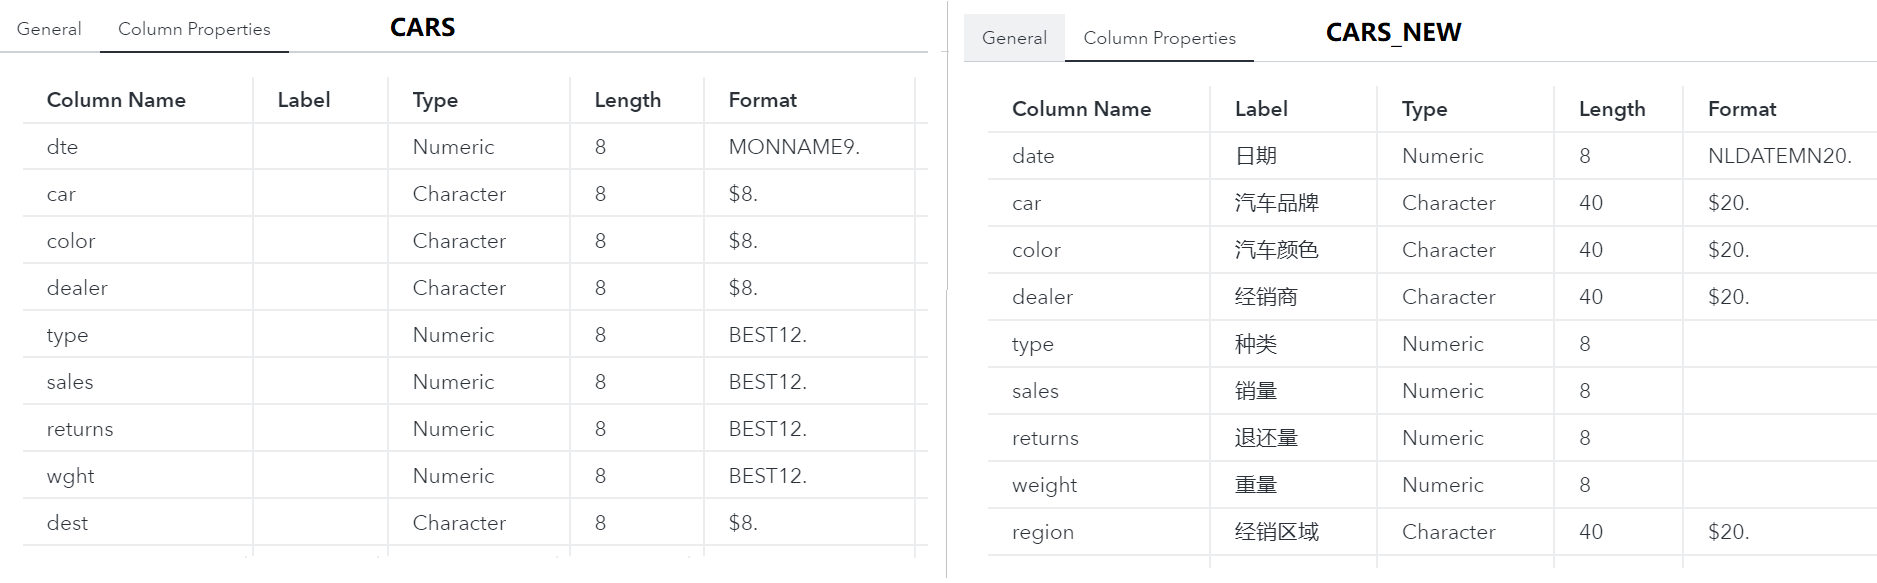 General Column Properties CARS
Column Name Label Type Length Format
dte Numeric 8 MONNAME9.
car Character 8 $8.
color Character 8 $8.
dealer Character 8 $8.
type Numeric 8 BEST12.
sales Numeric 8 BEST12.
returns Numeric 8 BEST12.
wght Numeric 8 BEST12.
dest Character 8 $8.
General Column Properties CARS_NEW
Column Name Label Type Length Format
date 日期 Numeric 8 NLDATEMN20.
car 汽车品牌 Character 40 $20.
color 汽车颜色 Character 40 $20.
dealer 经销商 Character 40 $20.
type 种类 Numeric 8
sales 销量 Numeric 8
returns 退还量 Numeric 8
weight 重量 Numeric 8
region 经销区域 Character 40 $20.